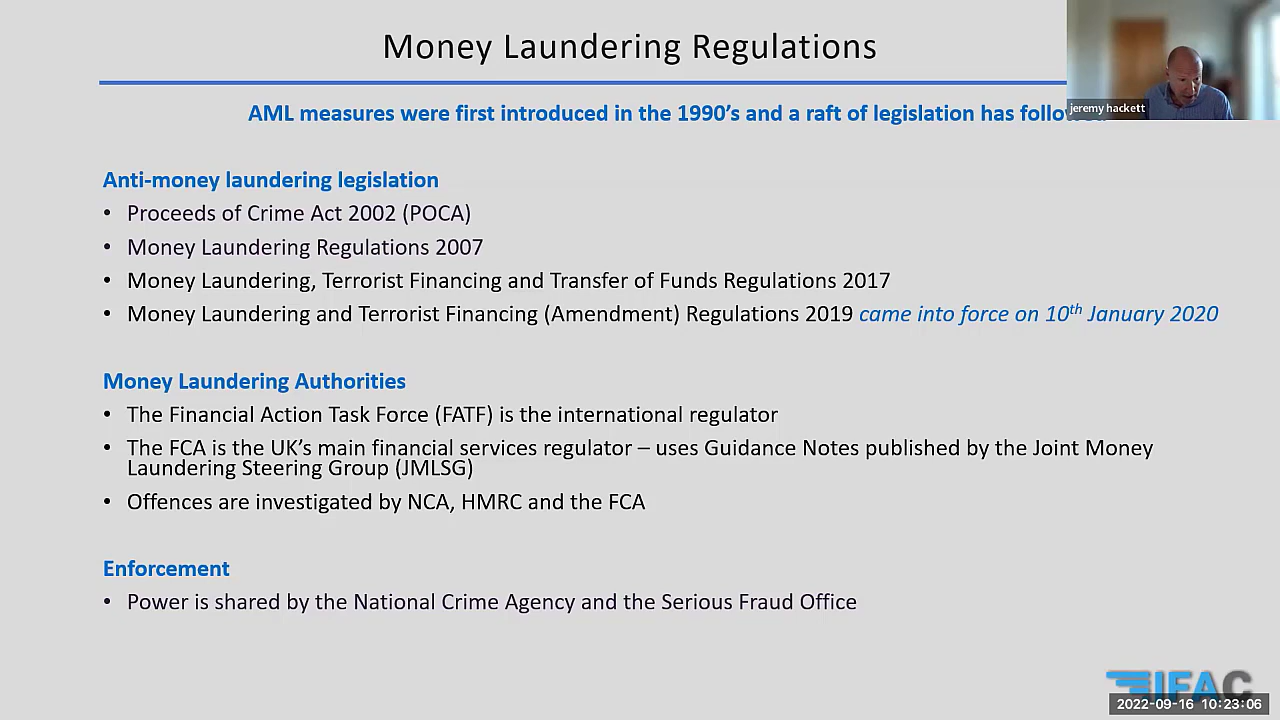 Money Laundering Regulations
jeremy hackett
AML measures were first introduced in the 1990's and a raft of legislation has
Anti-money laundering legislation
• Proceeds of Crime Act 2002 (POCA)
• Money Laundering Regulations 2007
• Money Laundering, Terrorist Financing and Transfer of Funds Regulations 2017
• Money Laundering and Terrorist Financing (Amendment) Regulations 2019 came into force on 10th January 2020
Money Laundering Authorities
• The Financial Action Task Force (FATF) is the international regulator
• The FCA is the UK's main financial services regulator – uses Guidance Notes published by the Joint Money
Laundering Steering Group (JMLSG)
• Offences are investigated by NCA, HMRC and the FCA
Enforcement
• Power is shared by the National Crime Agency and the Serious Fraud Office
IFAC
2022-09-16 10:23:06